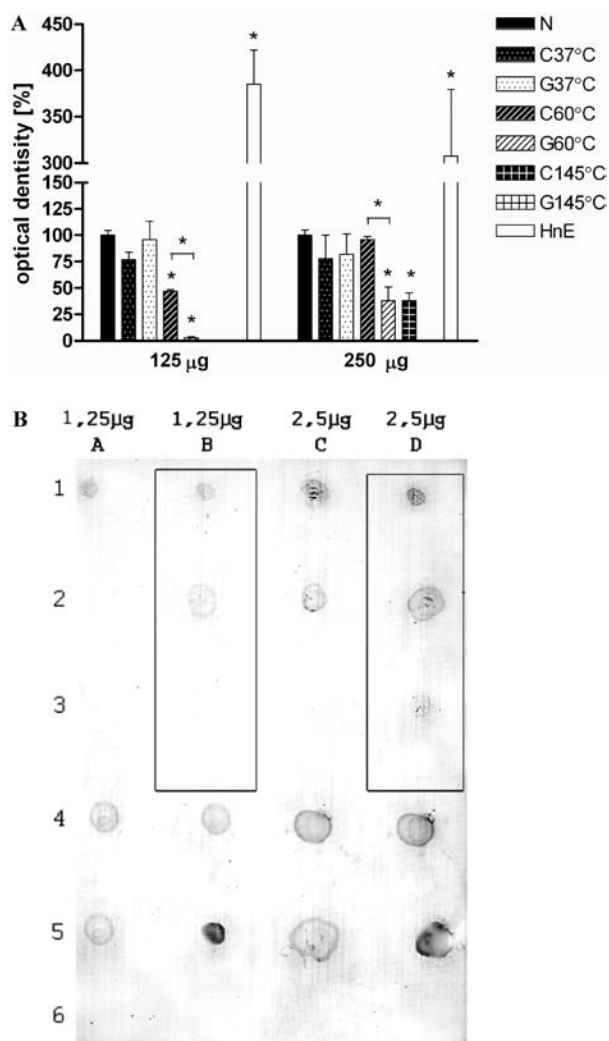 A
optical dentisity [%]
450
400
350
300
150
125
100
75
50
25
0
* * * * * * * * *
125 µg
250 µg
N
C37°C
G37°C
C60°C
G60°C
C145°C
G145°C
HnE
B
1,25µg 1,25µg 2,5µg 2,5µg
A B C D
1
2
3
4
5
6